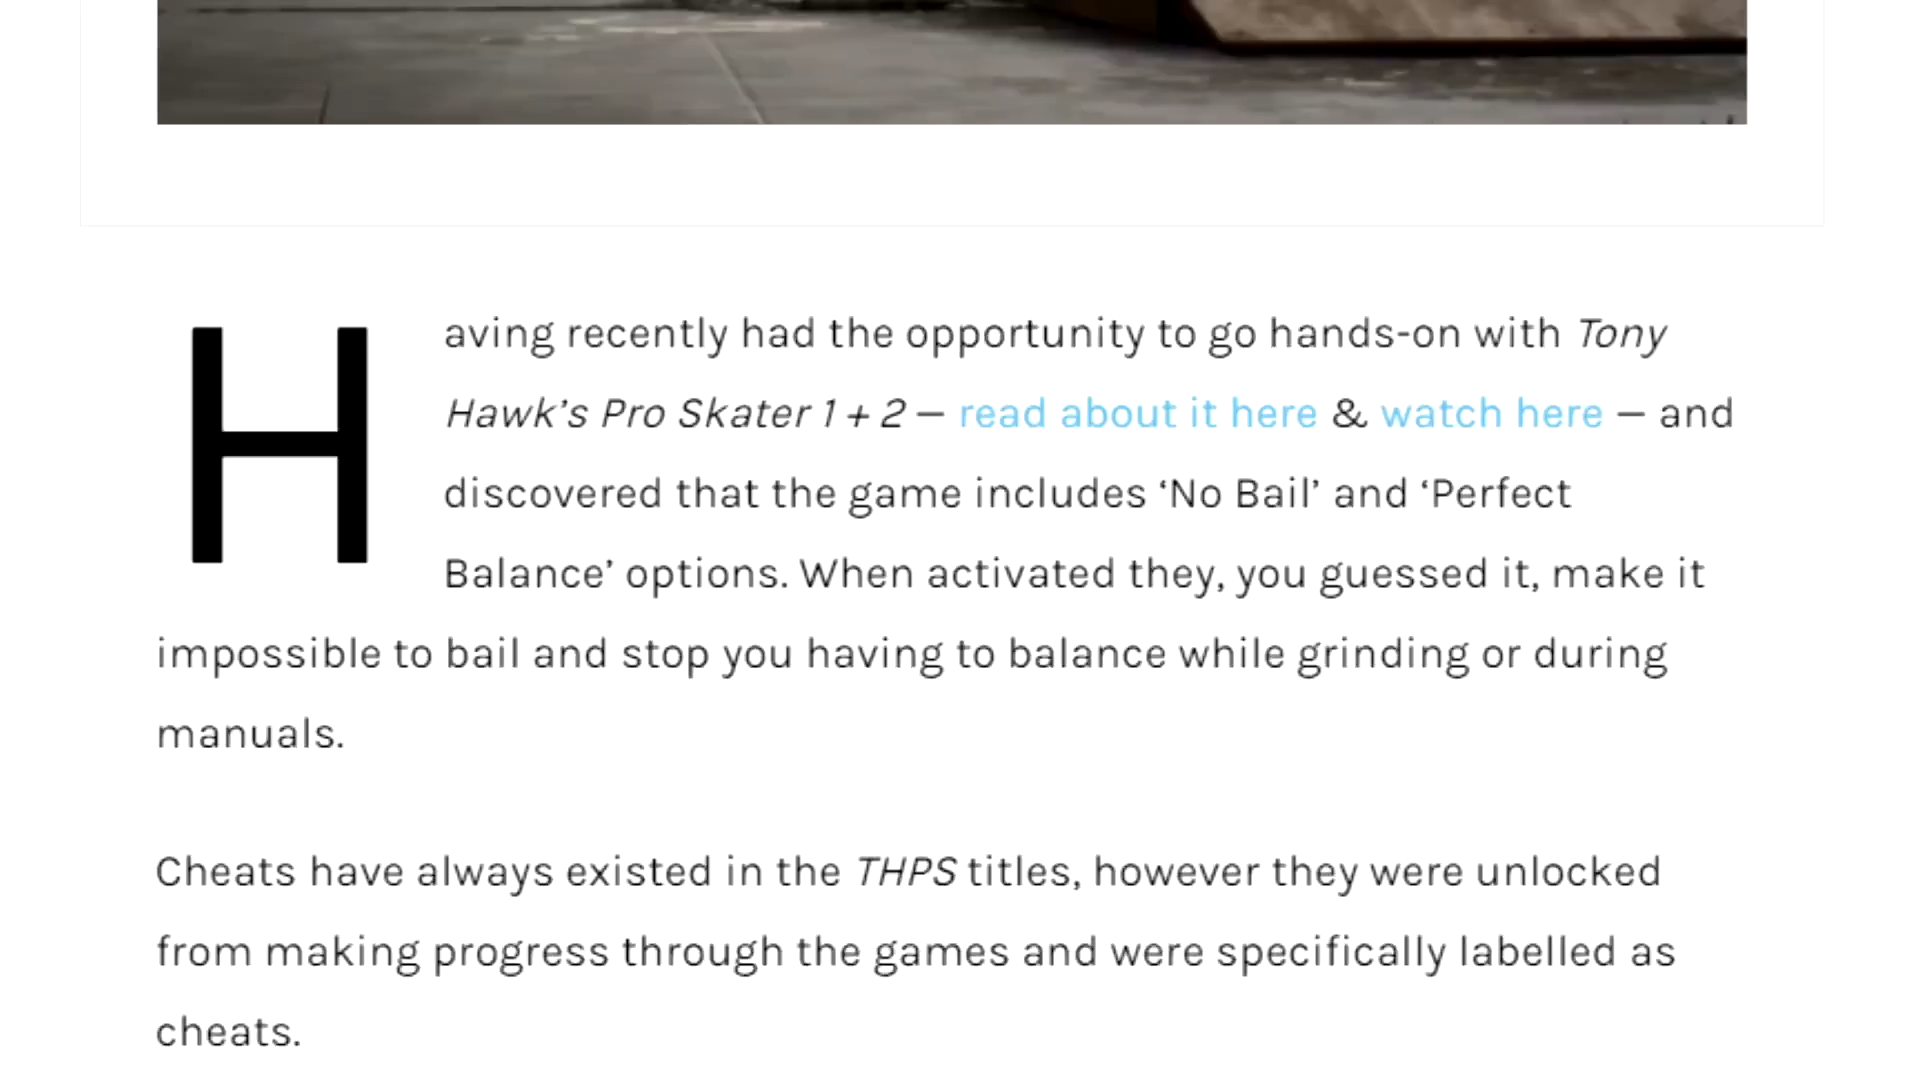 Having recently had the opportunity to go hands-on with Tony
Hawk’s Pro Skater 1 + 2 – read about it here & watch here – and
discovered that the game includes ‘No Bail’ and ‘Perfect
Balance’ options. When activated they, you guessed it, make it
impossible to bail and stop you having to balance while grinding or during
manuals.
Cheats have always existed in the THPS titles, however they were unlocked
from making progress through the games and were specifically labelled as
cheats.